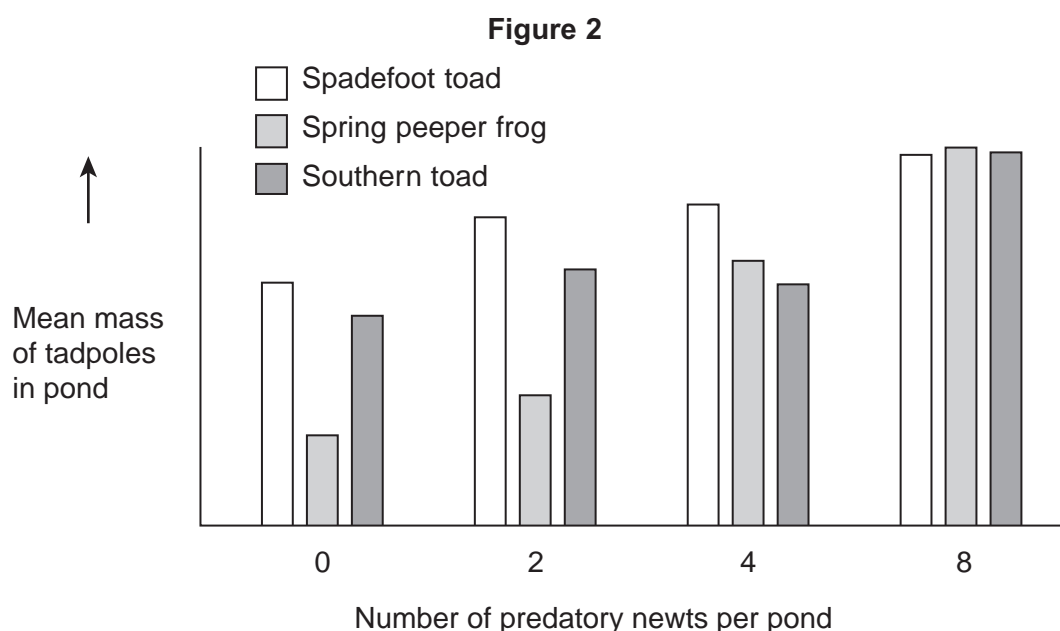 Figure 2
Spadefoot toad
Spring peeper frog
Southern toad
Mean mass
of tadpoles
in pond
0 2 4 8
Number of predatory newts per pond